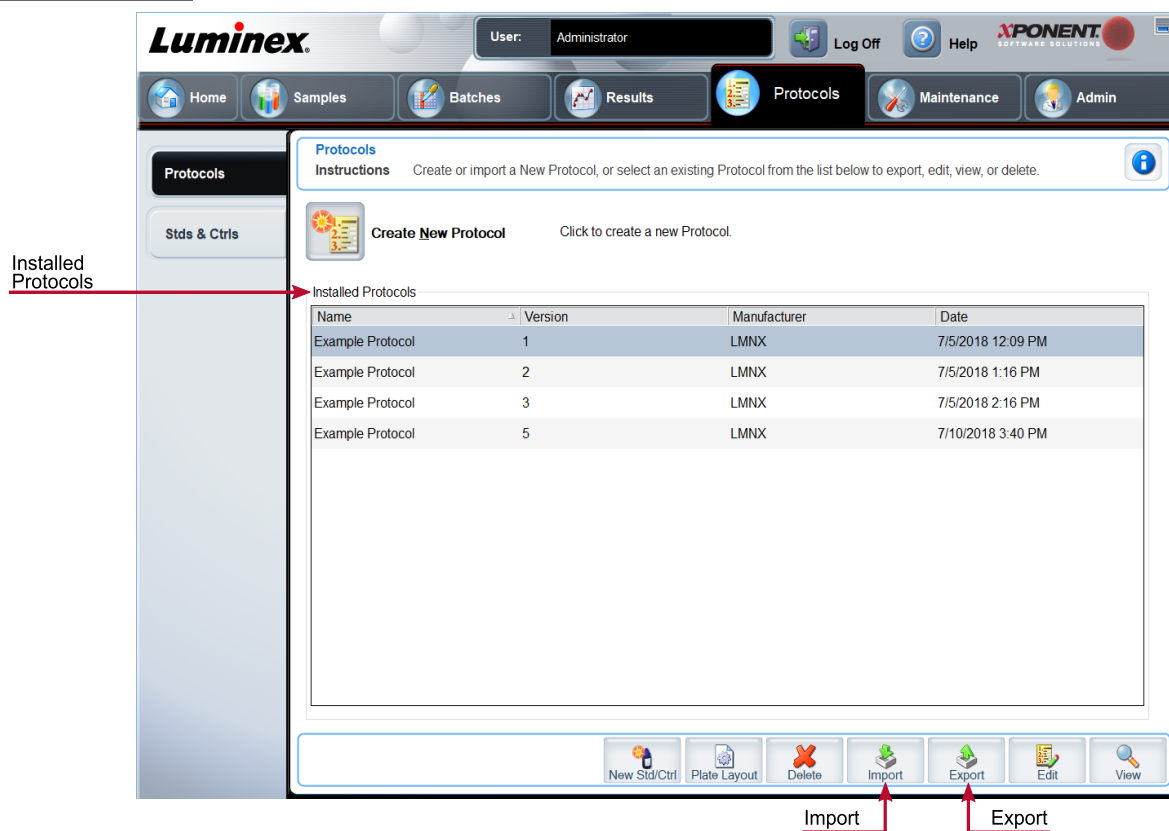 Luminex.
User: Administrator
Log Off
Help
XPONENT.
SOFTWARE SOLUTIONS
Home
Samples
Batches
Results
Protocols
Maintenance
Admin
Protocols
Stds & Ctrls
Protocols
Instructions Create or import a New Protocol, or select an existing Protocol from the list below to export, edit, view, or delete.
Create New Protocol Click to create a new Protocol.
Installed
Protocols
Installed Protocols
Name Version Manufacturer Date
Example Protocol 1 LMNX 7/5/2018 12:09 PM
Example Protocol 2 LMNX 7/5/2018 1:16 PM
Example Protocol 3 LMNX 7/5/2018 2:16 PM
Example Protocol 5 LMNX 7/10/2018 3:40 PM
New Std/Ctrl
Plate Layout
Delete
Import
Export
Edit
View
Import
Export